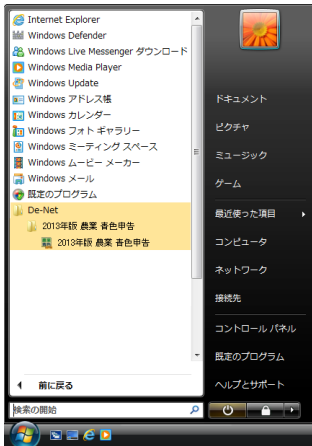 Internet Explorer
Windows Defender
Windows Live Messenger ダウンロード
Windows Media Player
Windows Update
Windows アドレス帳
Windows カレンダー
Windows フォト ギャラリー
Windows ミーティング スペース
Windows ムービー メーカー
Windows メール
既定のプログラム
De-Net
2013年版 農業 青色申告
2013年版 農業 青色申告
前に戻る
検索の開始
ドキュメント
ピクチャ
ミュージック
ゲーム
最近使った項目
コンピュータ
ネットワーク
接続先
コントロール パネル
既定のプログラム
ヘルプとサポート